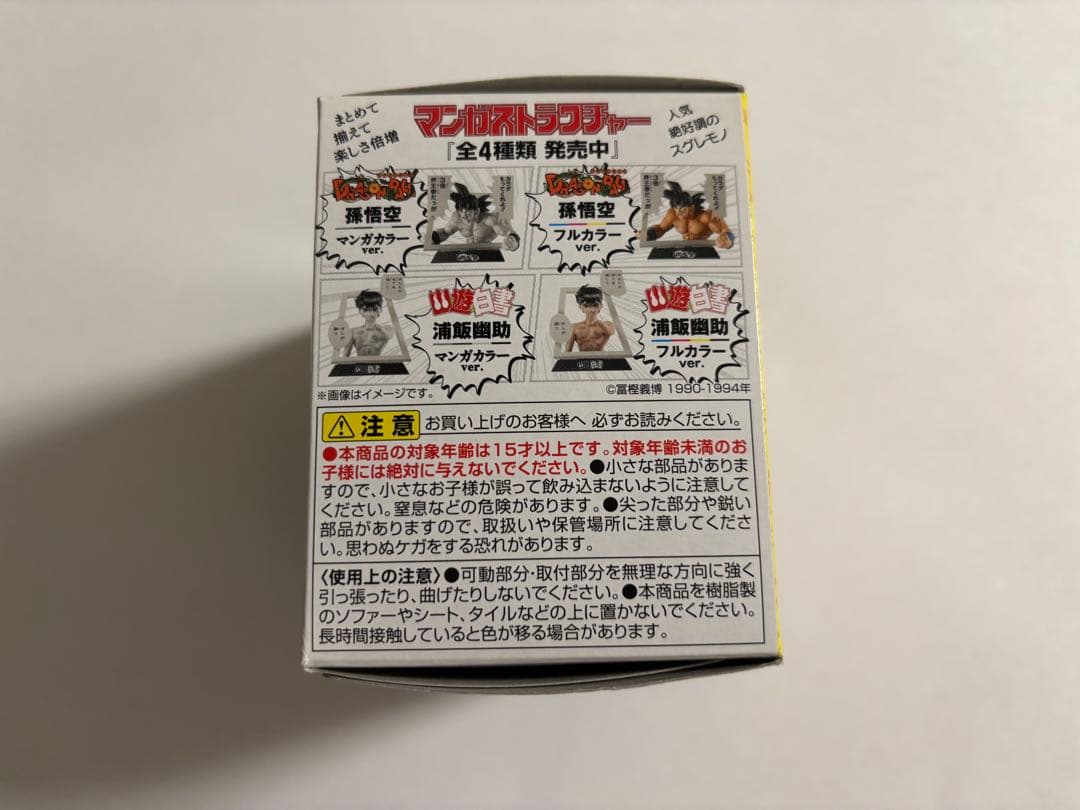 まとめて
揃えて
楽しさ倍増
マンガストラクチャー
『全4種類 発売中』
人気
絶好調の
スグレモノ
DRAGON BALL
孫悟空
マンガカラー
ver.
DRAGON BALL
孫悟空
フルカラー
ver.
幽遊白書
浦飯幽助
マンガカラー
ver.
幽遊白書
浦飯幽助
フルカラー
ver.
※画像はイメージです。
©冨樫義博 1990-1994年
注意 お買い上げのお客様へ 必ずお読みください。
●本商品の対象年齢は15才以上です。対象年齢未満のお
子様には絶対に与えないでください。●小さな部品がありま
すので、小さなお子様が誤って飲み込まないように注意して
ください。窒息などの危険があります。●尖った部分や鋭い
部品がありますので、取扱いや保管場所に注意してくださ
い。思わぬケガをする恐れがあります。
〈使用上の注意〉●可動部分・取付部分を無理な方向に強く
引っ張ったり、曲げたりしないでください。●本商品を樹脂製
のソファーやシート、タイルなどの上に置かないでください。
長時間接触していると色が移る場合があります。